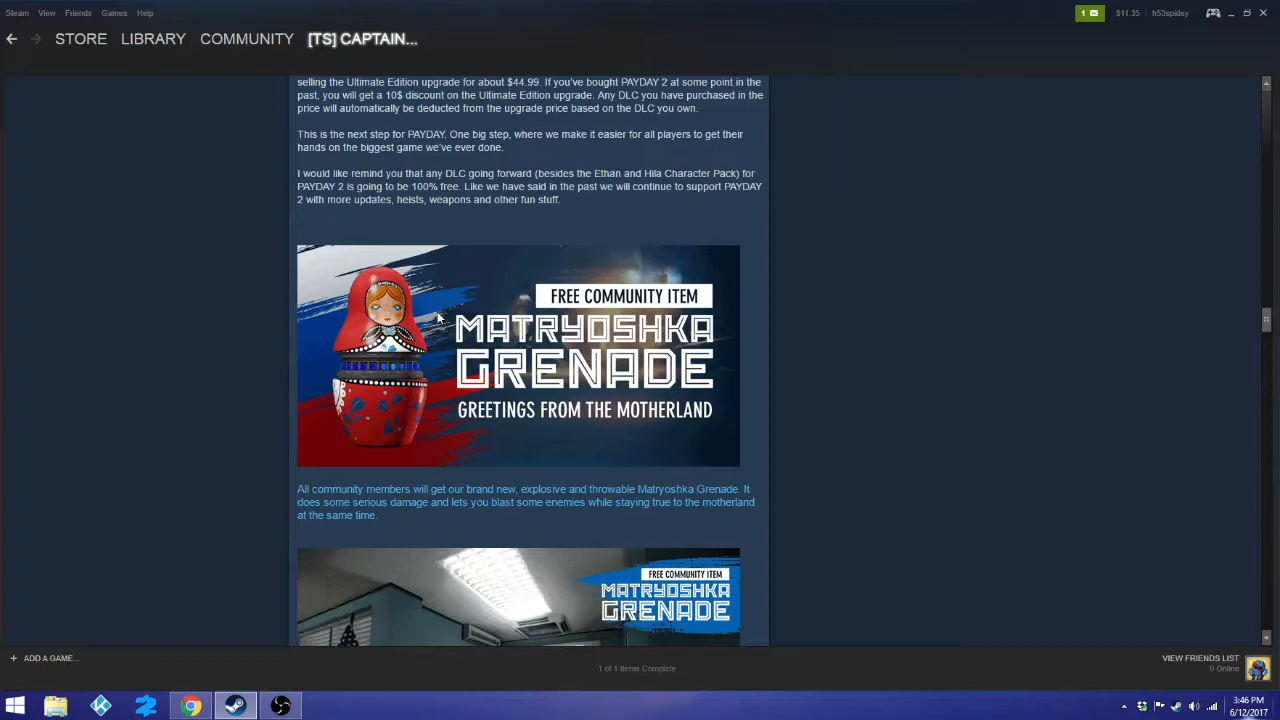 Steam View Friends Games Help
1 $11.35 h53spidey
STORE LIBRARY COMMUNITY [TS] CAPTAIN...
selling the Ultimate Edition upgrade for about $44.99. If you've bought PAYDAY 2 at some point in the
past, you will get a 10$ discount on the Ultimate Edition upgrade. Any DLC you have purchased in the
price will automatically be deducted from the upgrade price based on the DLC you own.
This is the next step for PAYDAY. One big step, where we make it easier for all players to get their
hands on the biggest game we've ever done.
I would like remind you that any DLC going forward (besides the Ethan and Hila Character Pack) for
PAYDAY 2 is going to be 100% free. Like we have said in the past we will continue to support PAYDAY
2 with more updates, heists, weapons and other fun stuff.
FREE COMMUNITY ITEM
MATRYOSHKA
GRENADE
GREETINGS FROM THE MOTHERLAND
All community members will get our brand new, explosive and throwable Matryoshka Grenade. It
does some serious damage and lets you blast some enemies while staying true to the motherland
at the same time.
FREE COMMUNITY ITEM
MATRYOSHKA
GRENADE
+ ADD A GAME...
1 of 1 Items Complete
VIEW FRIENDS LIST
0 Online
3:46 PM
6/12/2017